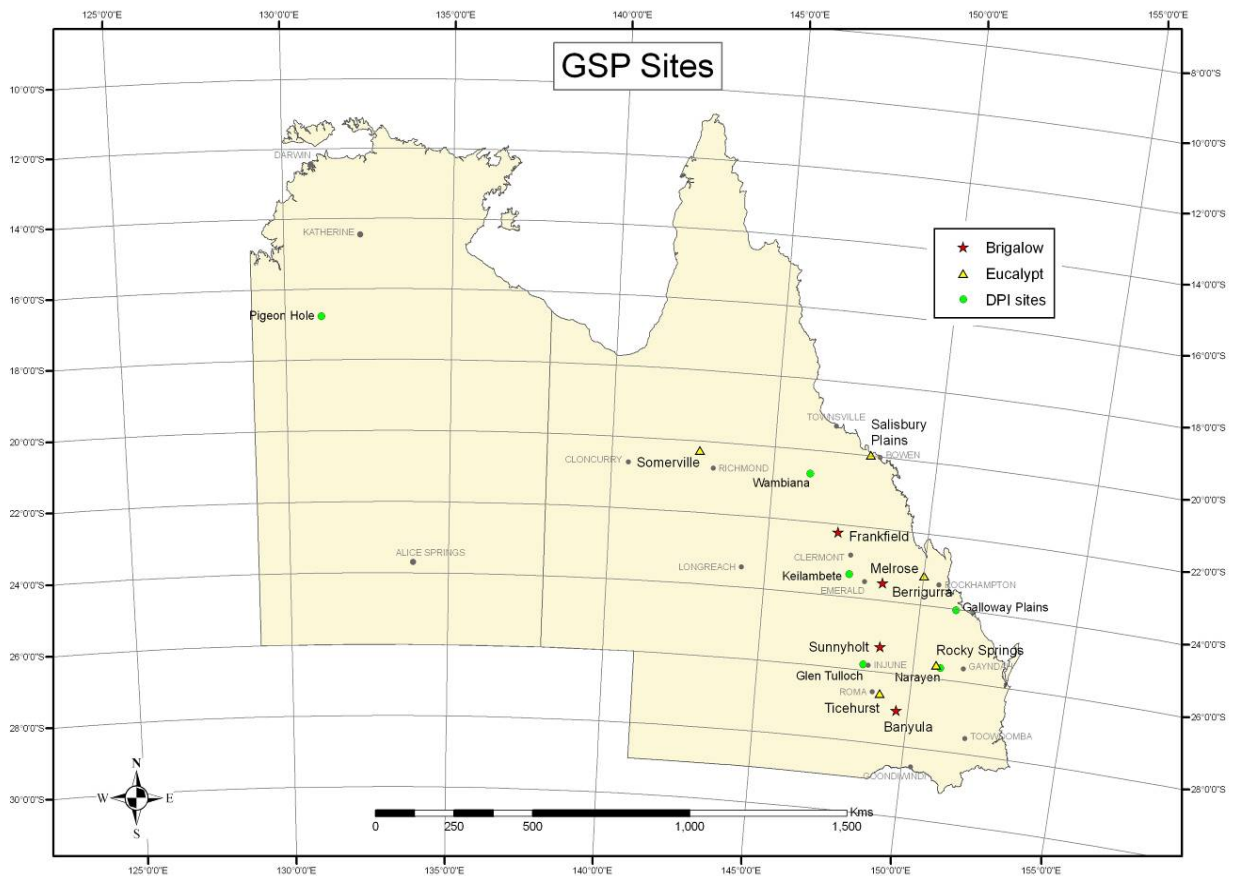 125°0'0"E 130°0'0"E 135°0'0"E 140°0'0"E 145°0'0"E 150°0'0"E 155°0'0"E
GSP Sites
8°0'0"S
10°0'0"S
10°0'0"S
12°0'0"S
DARWIN
12°0'0"S
14°0'0"S
KATHERINE
Brigalow
Eucalypt
DPI sites
14°0'0"S
16°0'0"S
Pigeon Hole
16°0'0"S
18°0'0"S
TOWNSVILLE
Salisbury
Plains
18°0'0"S
20°0'0"S
CLONCURRY
Somerville
RICHMOND
BOWEN
Wambiana
20°0'0"S
22°0'0"S
Frankfield
ALICE SPRINGS
LONGREACH
CLERMONT
Melrose
22°0'0"S
24°0'0"S
Keilambete
EMERALD
Berrigurra
ROCKHAMPTON
Galloway Plains
24°0'0"S
26°0'0"S
Sunnyholt
Rocky Springs
INJUNE
GAYNDAH
Glen Tulloch
Narayen
ROMA
Ticehurst
26°0'0"S
28°0'0"S
Banyula
TOOWOOMBA
GOONDIWINDI
28°0'0"S
30°0'0"S
N
W E
S
Kms
0 250 500 1,000 1,500
125°0'0"E 130°0'0"E 135°0'0"E 140°0'0"E 145°0'0"E 150°0'0"E 155°0'0"E